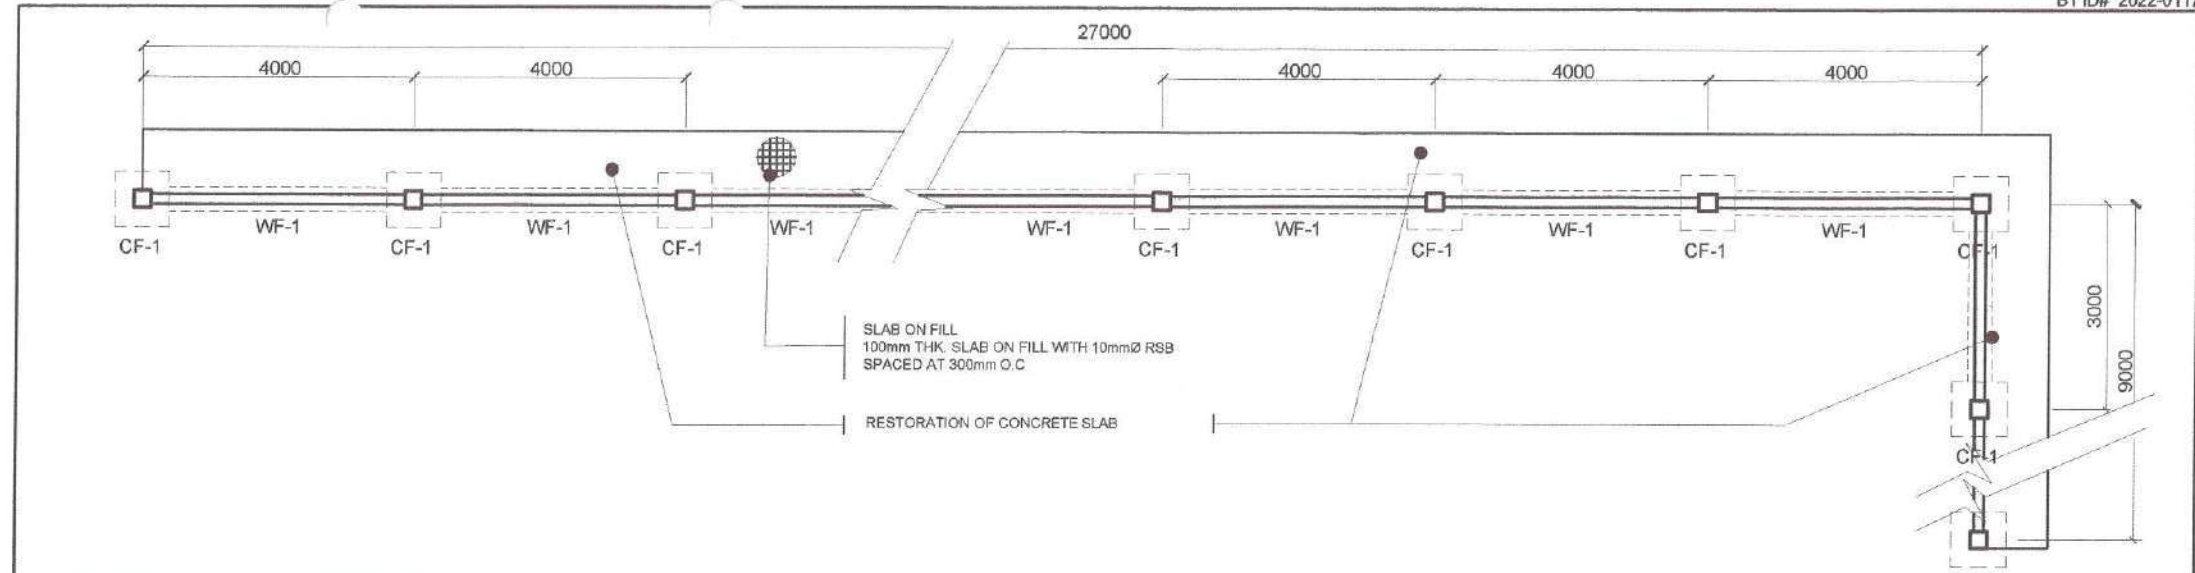 27000
4000
4000
4000
4000
4000
WF-1
WF-1
WF-1
WF-1
WF-1
WF-1
WF-1
CF-1
CF-1
CF-1
CF-1
CF-1
CF-1
CF-1
3000
9000
SLAB ON FILL
100mm THK. SLAB ON FILL WITH 10mmØ RSB
SPACED AT 300mm O.C
RESTORATION OF CONCRETE SLAB
CF-1